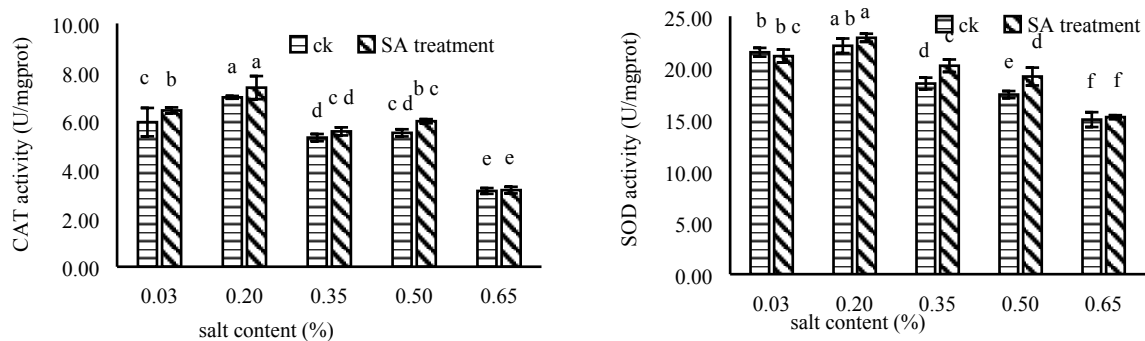 10.00
8.00
6.00
4.00
2.00
0.00
CAT activity (U/mgprot)
ck SA treatment
c b a a d c d c d b c e e
0.03 0.20 0.35 0.50 0.65
salt content (%)
25.00
20.00
15.00
10.00
5.00
0.00
SOD activity (U/mgprot)
ck SA treatment
b b c a b a d c e d f f
0.03 0.20 0.35 0.50 0.65
salt content (%)